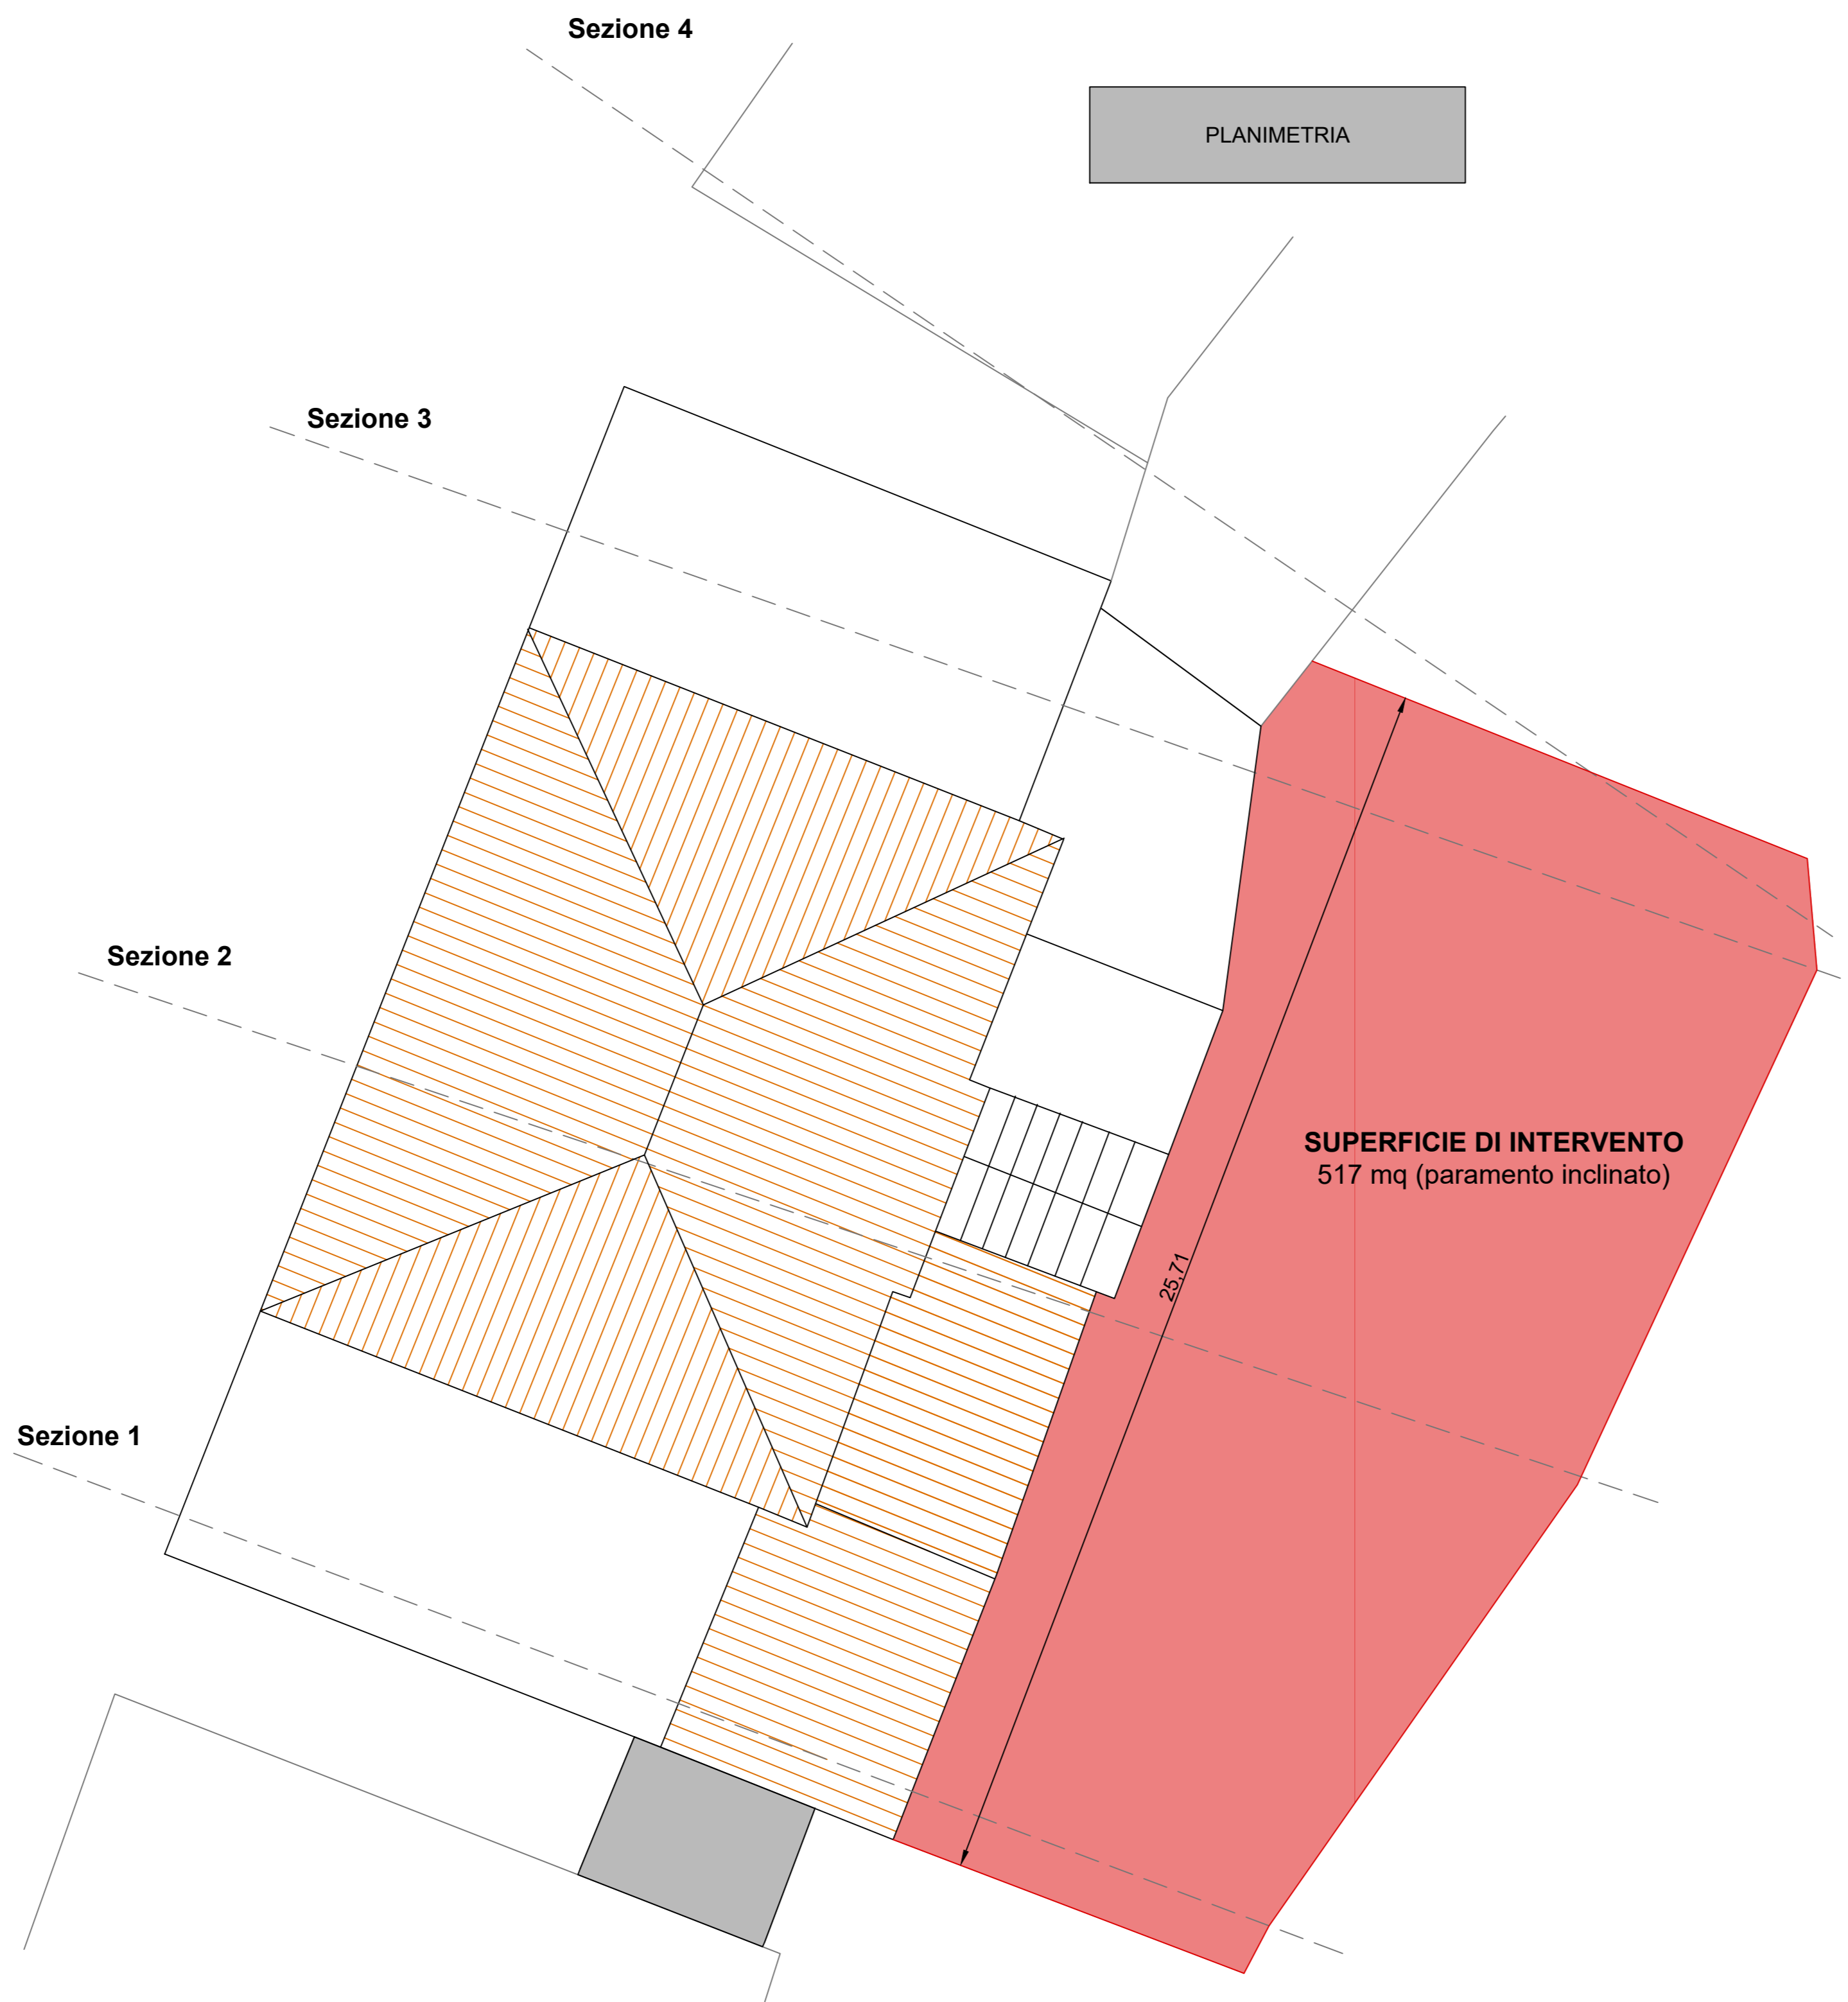 Sezione 4
PLANIMETRIA
Sezione 3
Sezione 2
SUPERFICIE DI INTERVENTO
517 mq (paramento inclinato)
25,71
Sezione 1